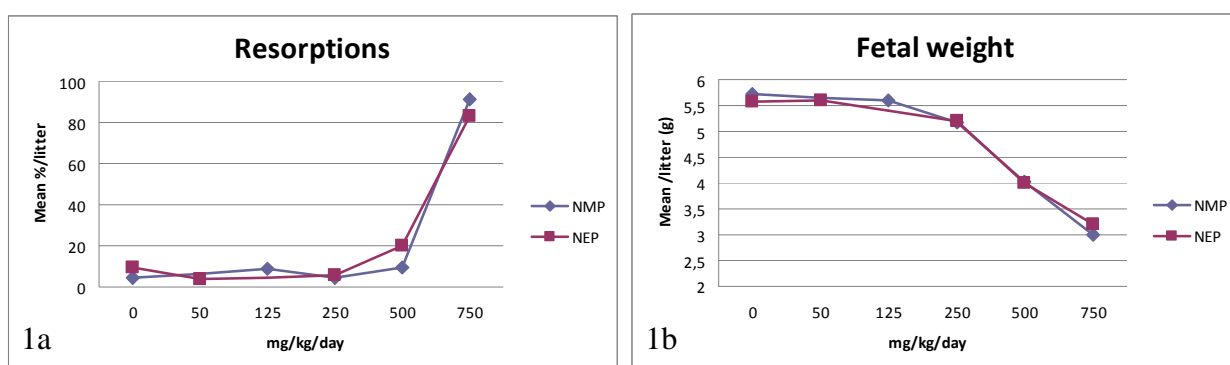 Resorptions
100
80
60
40
20
0
Mean %/litter
0 50 125 250 500 750
mg/kg/day
NMP
NEP
1a
Fetal weight
6
5,5
5
4,5
4
3,5
3
2,5
2
Mean /litter (g)
0 50 125 250 500 750
mg/kg/day
NMP
NEP
1b